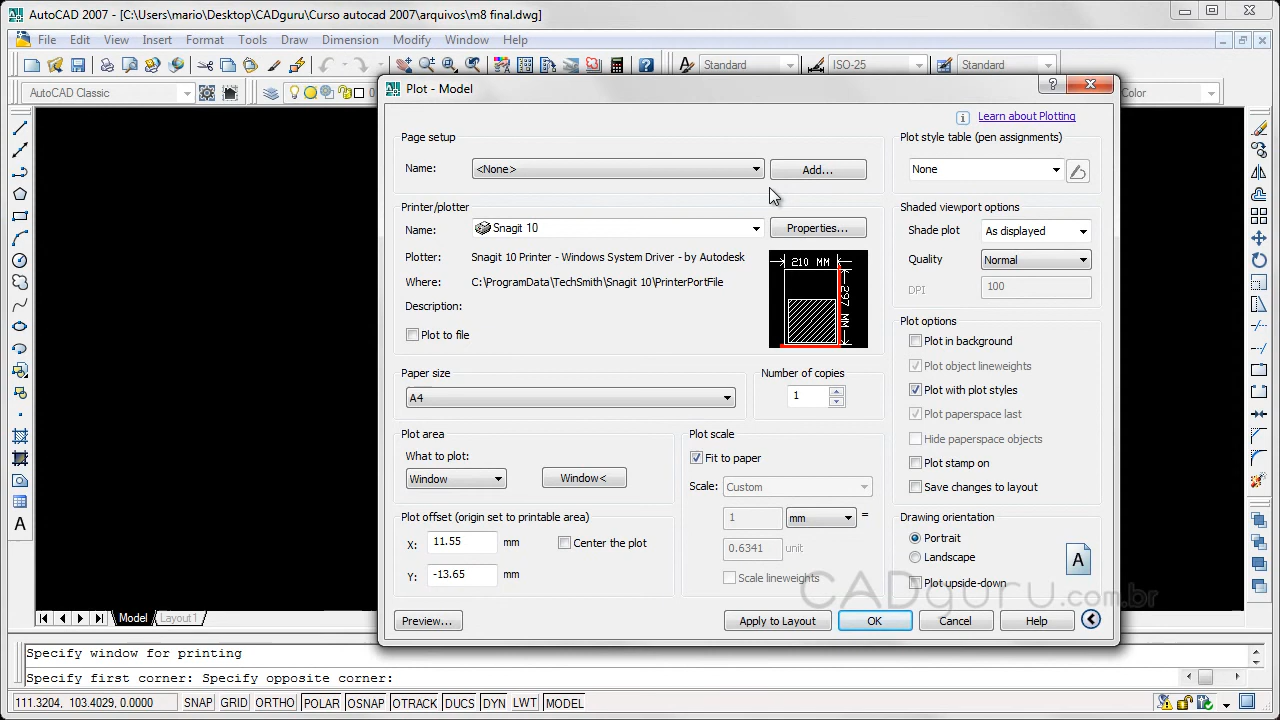 AutoCAD 2007 - [C:\Users\mario\Desktop\CADguru\Curso autocad 2007\arquivos\m8 final.dwg]
File Edit View Insert Format Tools Draw Dimension Modify Window Help
Standard ISO-25 Standard
AutoCAD Classic Color
Plot - Model
Learn about Plotting
Page setup
Name: <None> Add...
Plot style table (pen assignments)
None
Printer/plotter
Name: Snagit 10 Properties...
Plotter: Snagit 10 Printer - Windows System Driver - by Autodesk
Where: C:\ProgramData\TechSmith\Snagit 10\PrinterPortFile
Description:
Plot to file
210 MM
297 MM
Shaded viewport options
Shade plot As displayed
Quality Normal
DPI 100
Paper size
A4
Number of copies
1
Plot options
Plot in background
Plot object lineweights
Plot with plot styles
Plot paperspace last
Hide paperspace objects
Plot stamp on
Save changes to layout
Plot area
What to plot:
Window Window<
Plot scale
Fit to paper
Scale: Custom
1 mm =
0.6341 unit
Scale lineweights
Plot offset (origin set to printable area)
X: 11.55 mm Center the plot
Y: -13.65 mm
Drawing orientation
Portrait
Landscape
Plot upside-down
A
CADguru.com.br
Preview... Apply to Layout OK Cancel Help
Model Layout1
A
Specify window for printing
Specify first corner: Specify opposite corner:
111.3204, 103.4029, 0.0000 SNAP GRID ORTHO POLAR OSNAP OTRACK DUCS DYN LWT MODEL